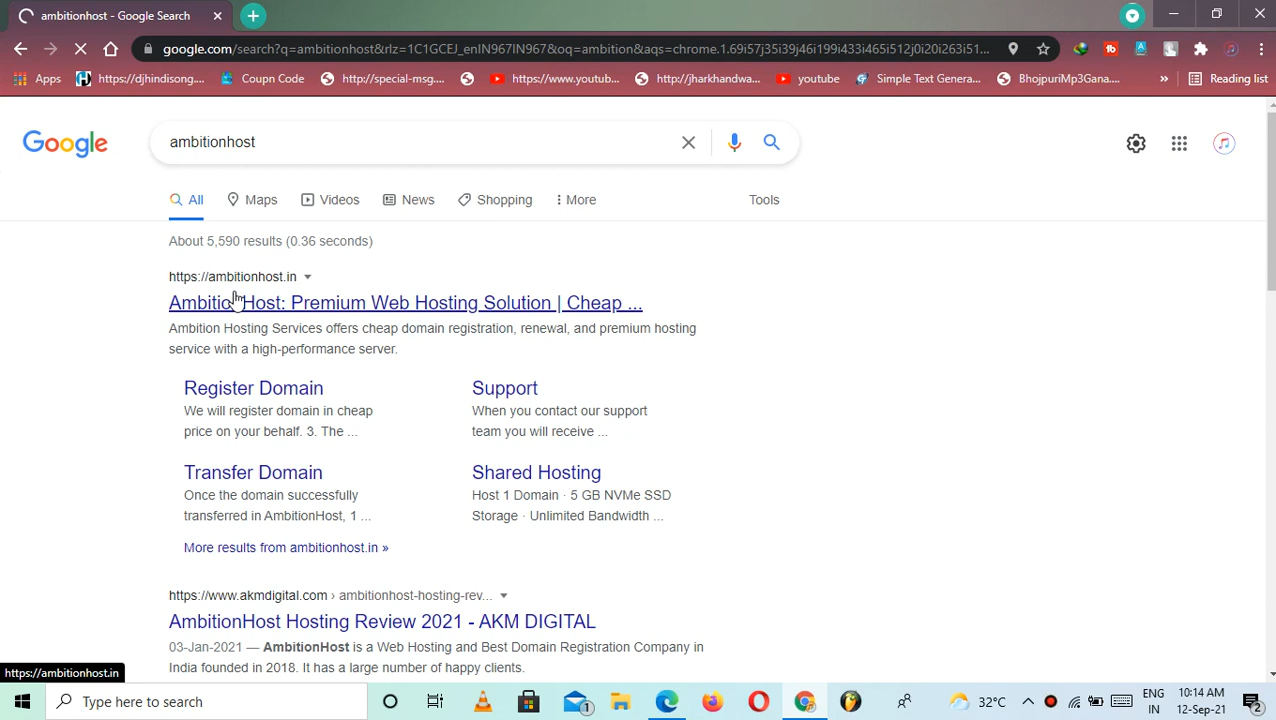 ambitionhost - Google Search
google.com/search?q=ambitionhost&rlz=1C1GCEJ_enIN967IN967&oq=ambition&aqs=chrome.1.69i57j35i39j46i199i433i465i512j0i20i263i51...
Apps https://djhindisong.... Coupn Code http://special-msg.... https://www.youtub... http://jharkhandwa... youtube Simple Text Genera... BhojpuriMp3Gana.... » Reading list
Google
ambitionhost
All Maps Videos News Shopping More Tools
About 5,590 results (0.36 seconds)
https://ambitionhost.in
Ambition Host: Premium Web Hosting Solution | Cheap ...
Ambition Hosting Services offers cheap domain registration, renewal, and premium hosting
service with a high-performance server.
Register Domain
We will register domain in cheap
price on your behalf. 3. The ...
Support
When you contact our support
team you will receive ...
Transfer Domain
Once the domain successfully
transferred in AmbitionHost, 1 ...
Shared Hosting
Host 1 Domain · 5 GB NVMe SSD
Storage · Unlimited Bandwidth ...
More results from ambitionhost.in »
https://www.akmdigital.com › ambitionhost-hosting-rev...
AmbitionHost Hosting Review 2021 - AKM DIGITAL
03-Jan-2021 — AmbitionHost is a Web Hosting and Best Domain Registration Company in
India founded in 2018. It has a large number of happy clients.
https://ambitionhost.in
Type here to search
1
32°C
ENG
IN
10:14 AM
12-Sep-21
2